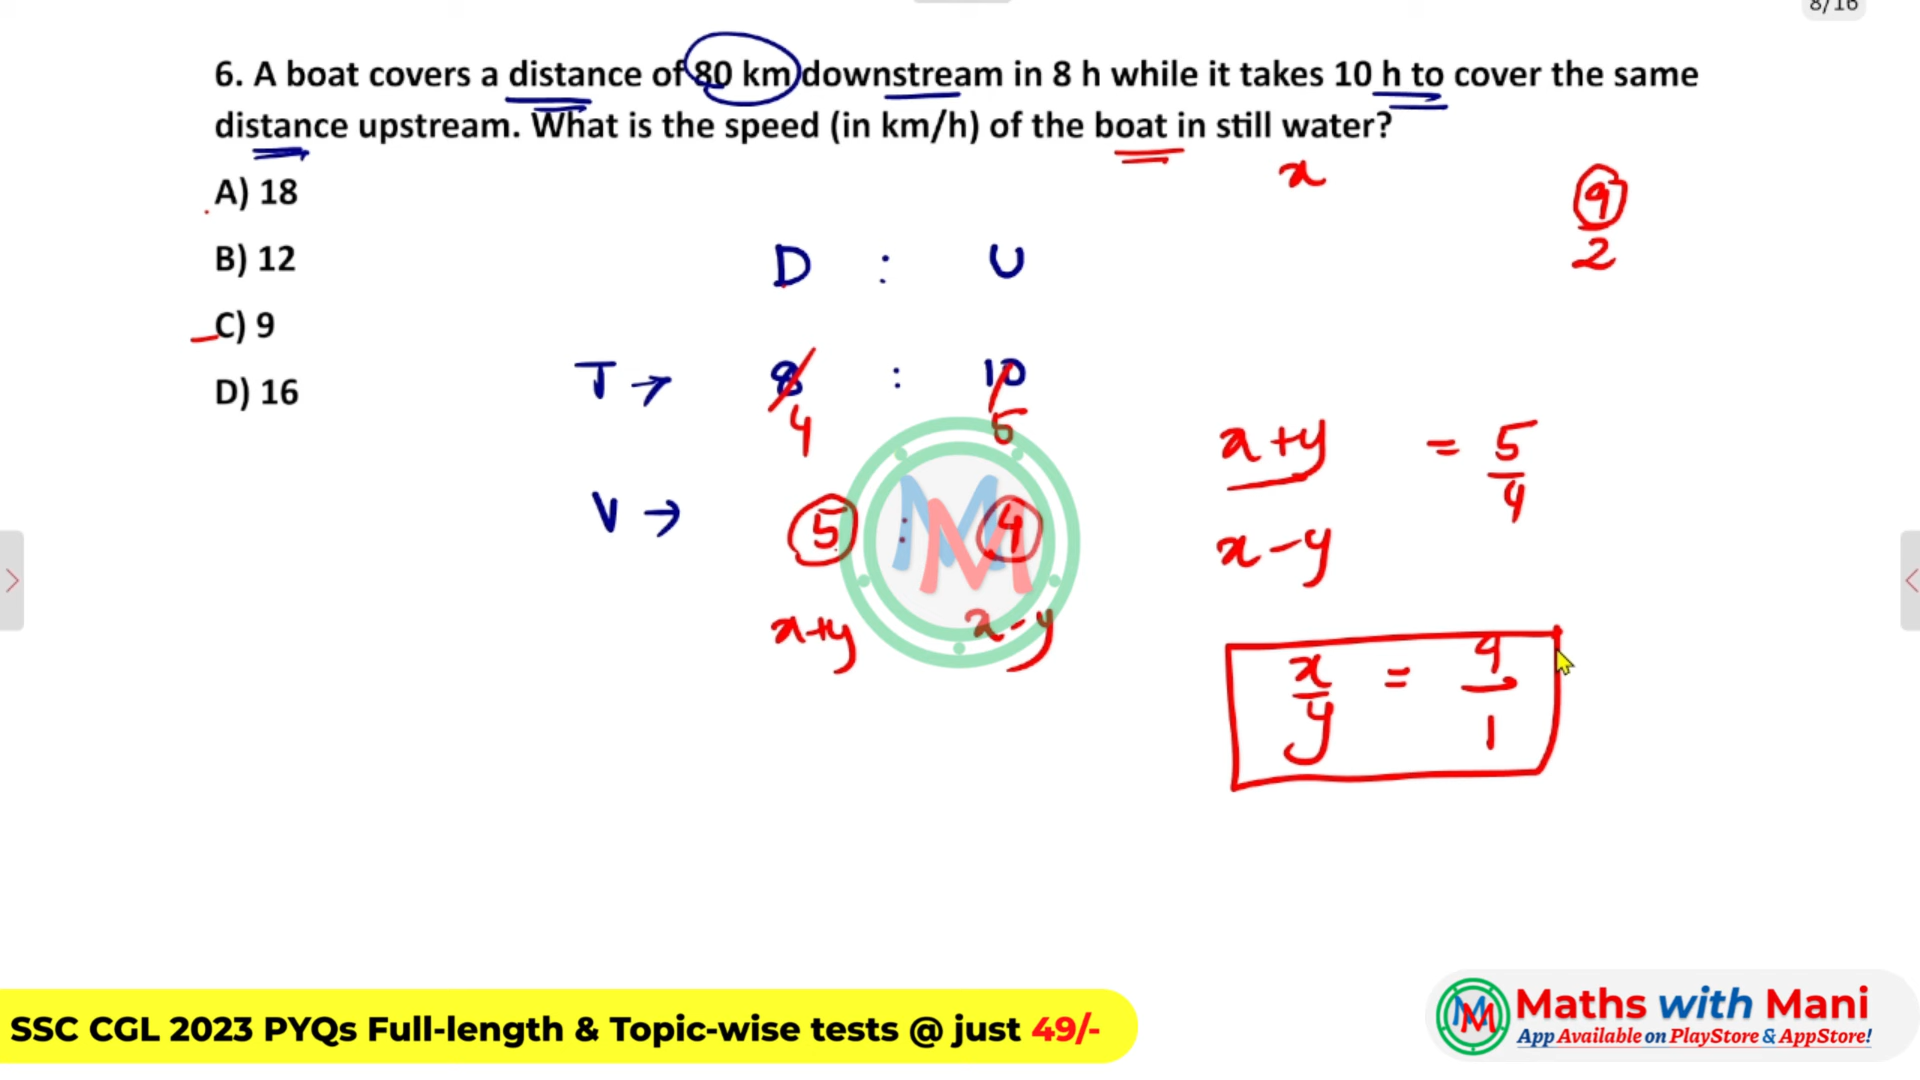 8/16
6. A boat covers a distance of 80 km downstream in 8 h while it takes 10 h to cover the same
distance upstream. What is the speed (in km/h) of the boat in still water?
x
A) 18
9
2
B) 12
D : U
C) 9
D) 16
T → 8 : 10
4 5
x+y = 5/4
x-y
V → 5 : 4
MM
x+y x-y
x/y = 9/1
SSC CGL 2023 PYQs Full-length & Topic-wise tests @ just 49/-
MM Maths with Mani
App Available on PlayStore & AppStore!